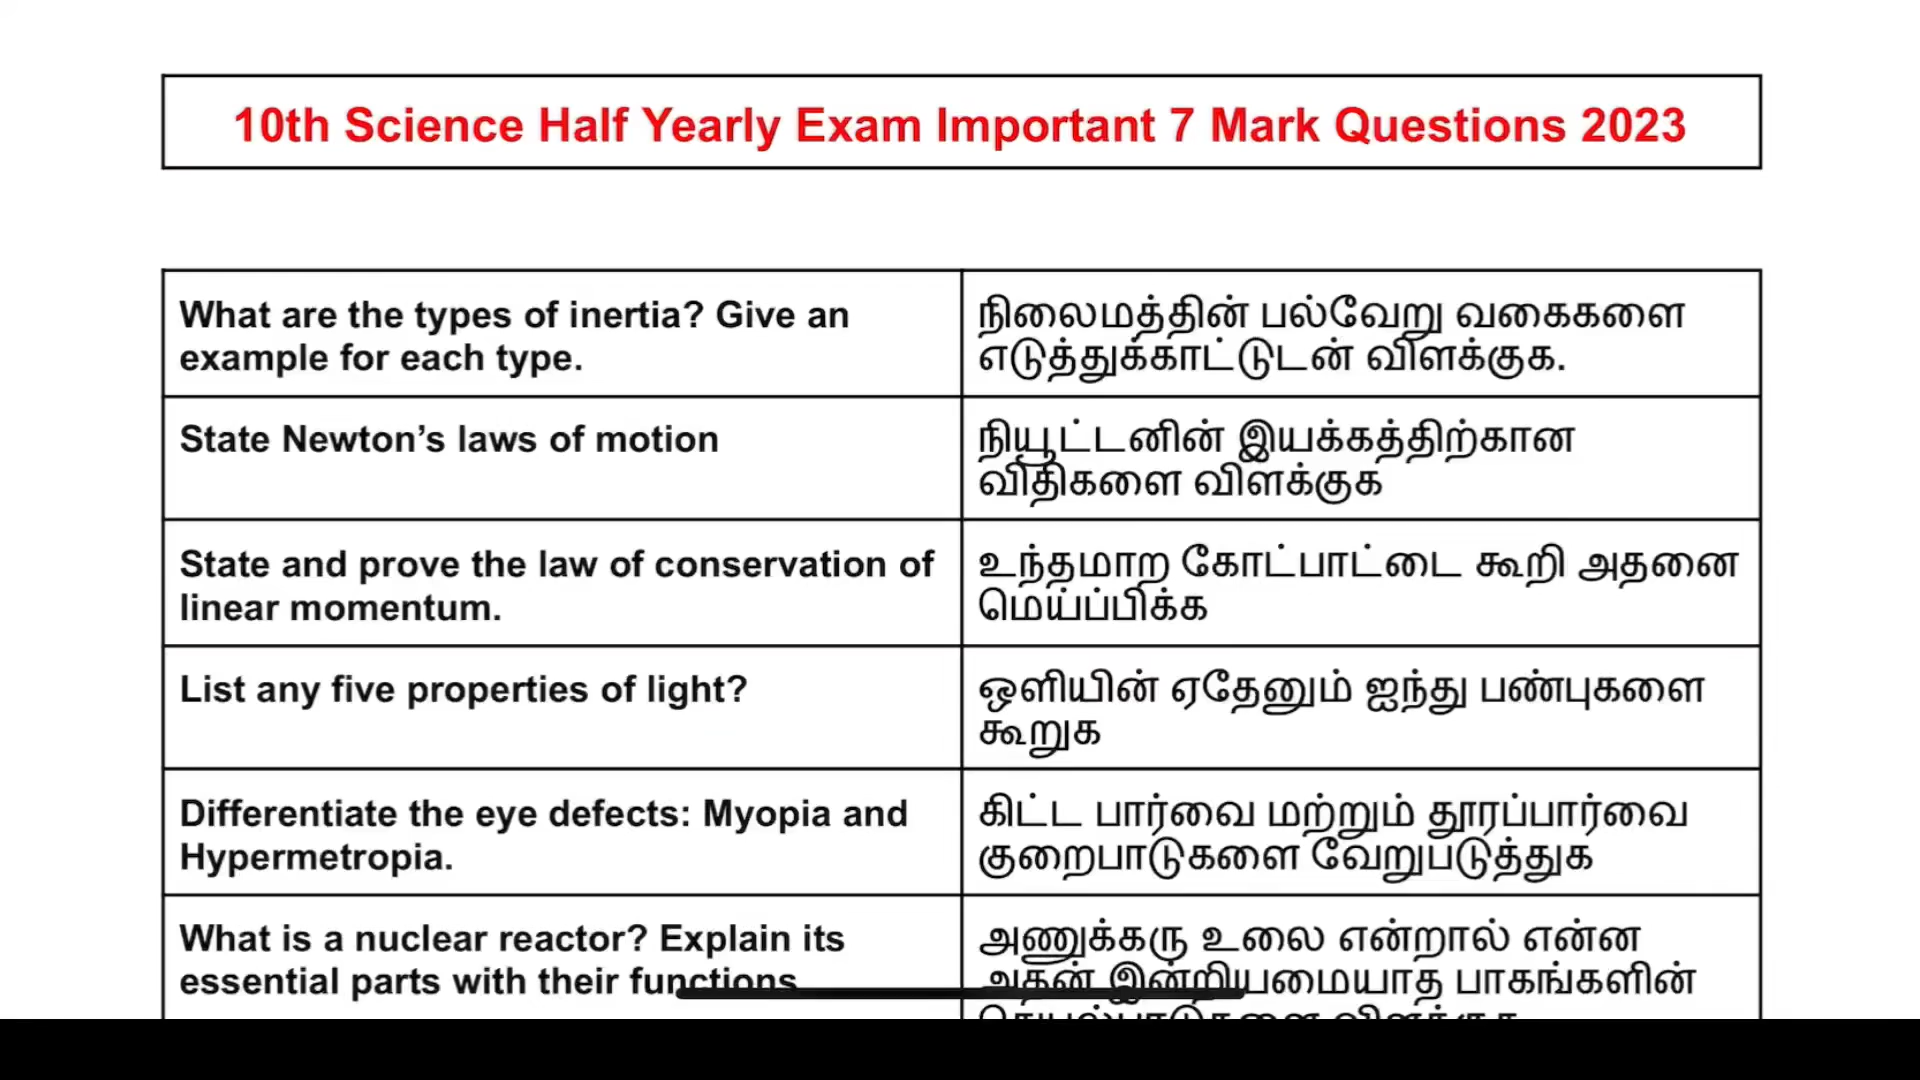 10th Science Half Yearly Exam Important 7 Mark Questions 2023
What are the types of inertia? Give an
example for each type.
நிலைமத்தின் பல்வேறு வகைகளை
எடுத்துக்காட்டுடன் விளக்குக.
State Newton’s laws of motion
நியூட்டனின் இயக்கத்திற்கான
விதிகளை விளக்குக
State and prove the law of conservation of
linear momentum.
உந்தமாற கோட்பாட்டை கூறி அதனை
மெய்ப்பிக்க
List any five properties of light?
ஒளியின் ஏதேனும் ஐந்து பண்புகளை
கூறுக
Differentiate the eye defects: Myopia and
Hypermetropia.
கிட்ட பார்வை மற்றும் தூரப்பார்வை
குறைபாடுகளை வேறுபடுத்துக
What is a nuclear reactor? Explain its
essential parts with their functions
அணுக்கரு உலை என்றால் என்ன
அதன் இன்றியமையாத பாகங்களின்